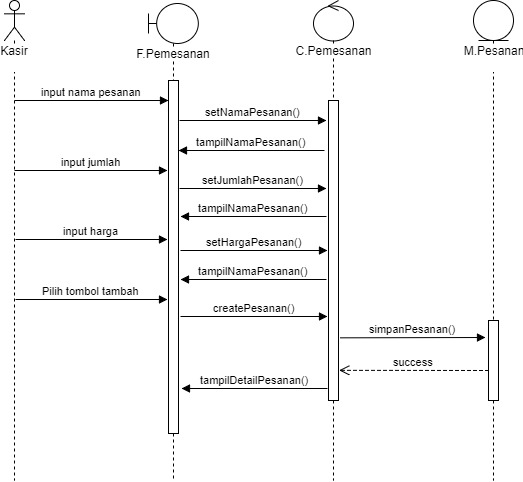 Kasir
F.Pemesanan
C.Pemesanan
M.Pesanan
input nama pesanan
setNamaPesanan()
tampilNamaPesanan()
input jumlah
setJumlahPesanan()
tampilNamaPesanan()
input harga
setHargaPesanan()
tampilNamaPesanan()
Pilih tombol tambah
createPesanan()
simpanPesanan()
success
tampilDetailPesanan()